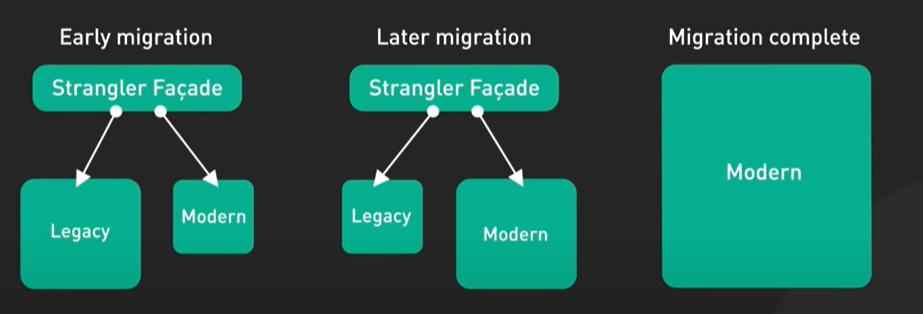 Early migration
Strangler Façade
Legacy
Modern
Later migration
Strangler Façade
Legacy
Modern
Migration complete
Modern